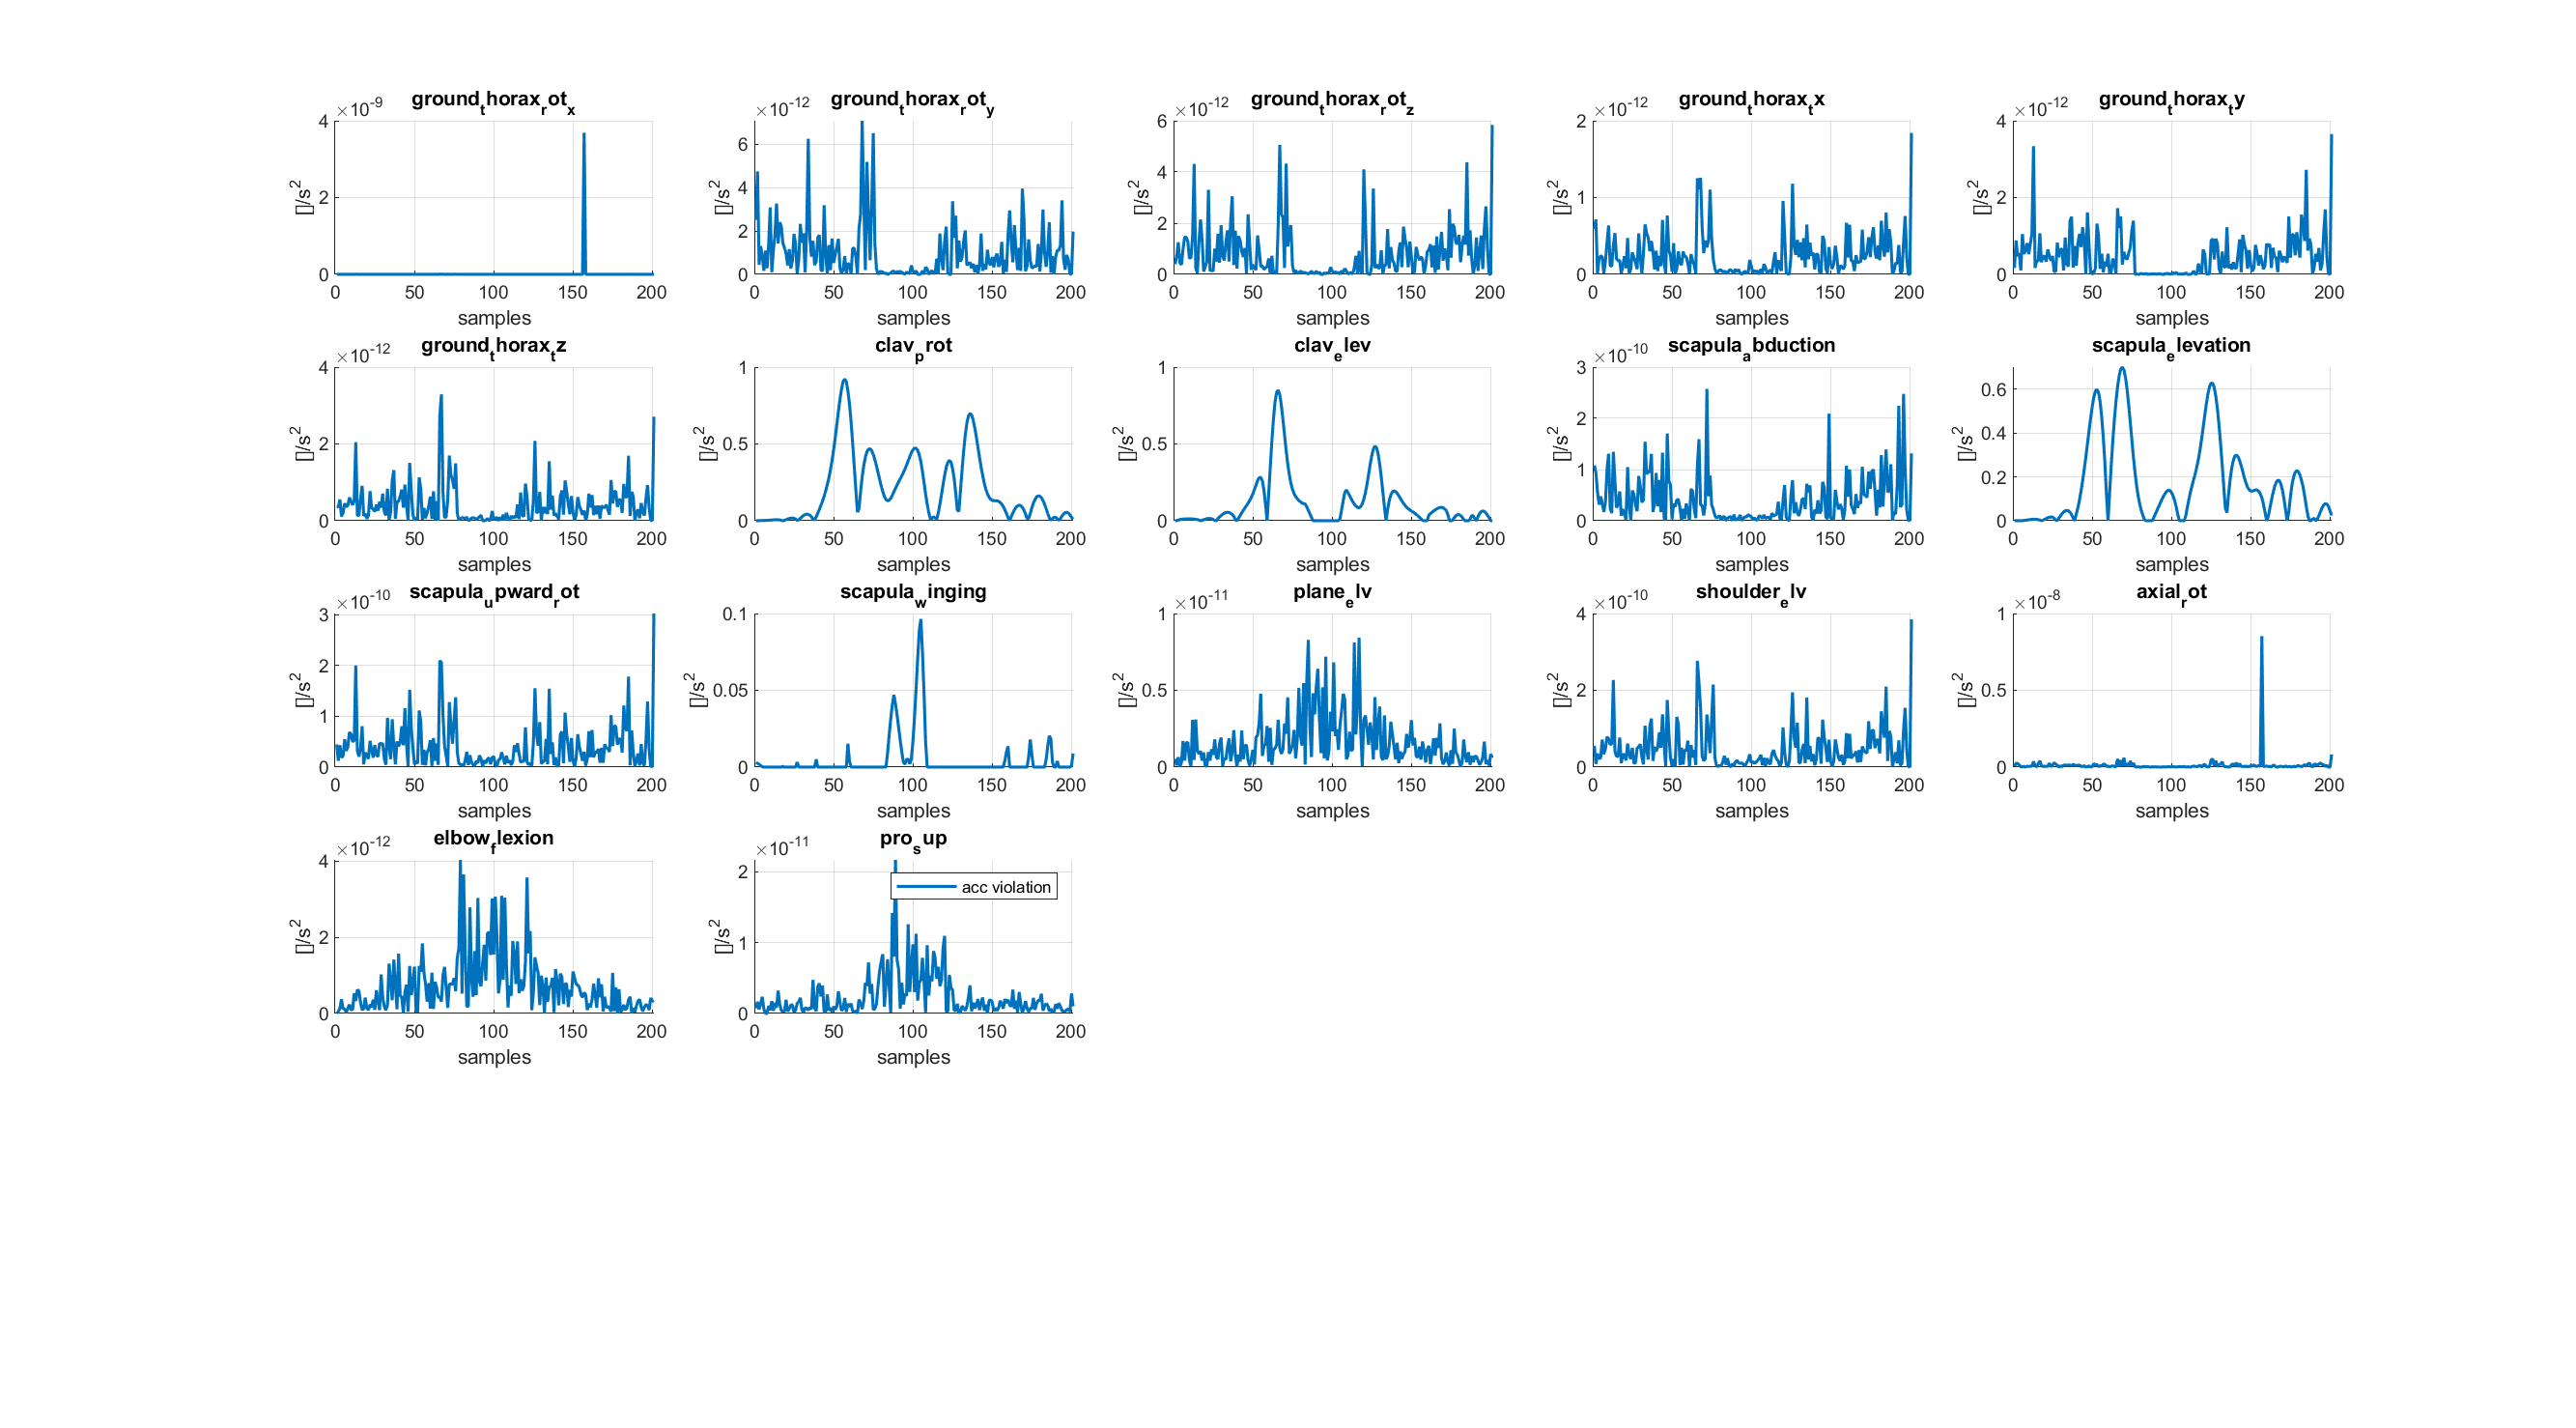 ground_thorax_rot_x ground_thorax_rot_y ground_thorax_rot_z ground_thorax_tx ground_thorax_ty
×10^-9 ×10^-12 ×10^-12 ×10^-12 ×10^-12
[]/s^2 []/s^2 []/s^2 []/s^2 []/s^2
4 2 0
6 4 2 0
6 4 2 0
2 1 0
4 2 0
0 50 100 150 200 0 50 100 150 200 0 50 100 150 200 0 50 100 150 200 0 50 100 150 200
samples samples samples samples samples
ground_thorax_tz clav_prot clav_elev scapula_abduction scapula_elevation
×10^-12 ×10^-10
[]/s^2 []/s^2 []/s^2 []/s^2 []/s^2
4 2 0
1 0.5 0
1 0.5 0
3 2 1 0
0.6 0.4 0.2 0
0 50 100 150 200 0 50 100 150 200 0 50 100 150 200 0 50 100 150 200 0 50 100 150 200
samples samples samples samples samples
scapula_upward_rot scapula_winging plane_elv shoulder_elv axial_rot
×10^-10 ×10^-11 ×10^-10 ×10^-8
[]/s^2 []/s^2 []/s^2 []/s^2 []/s^2
3 2 1 0
0.1 0.05 0
1 0.5 0
4 2 0
1 0.5 0
0 50 100 150 200 0 50 100 150 200 0 50 100 150 200 0 50 100 150 200 0 50 100 150 200
samples samples samples samples samples
elbow_flexion pro_sup
×10^-12 ×10^-11
[]/s^2 []/s^2
4 2 0
2 1 0
acc violation
0 50 100 150 200 0 50 100 150 200
samples samples